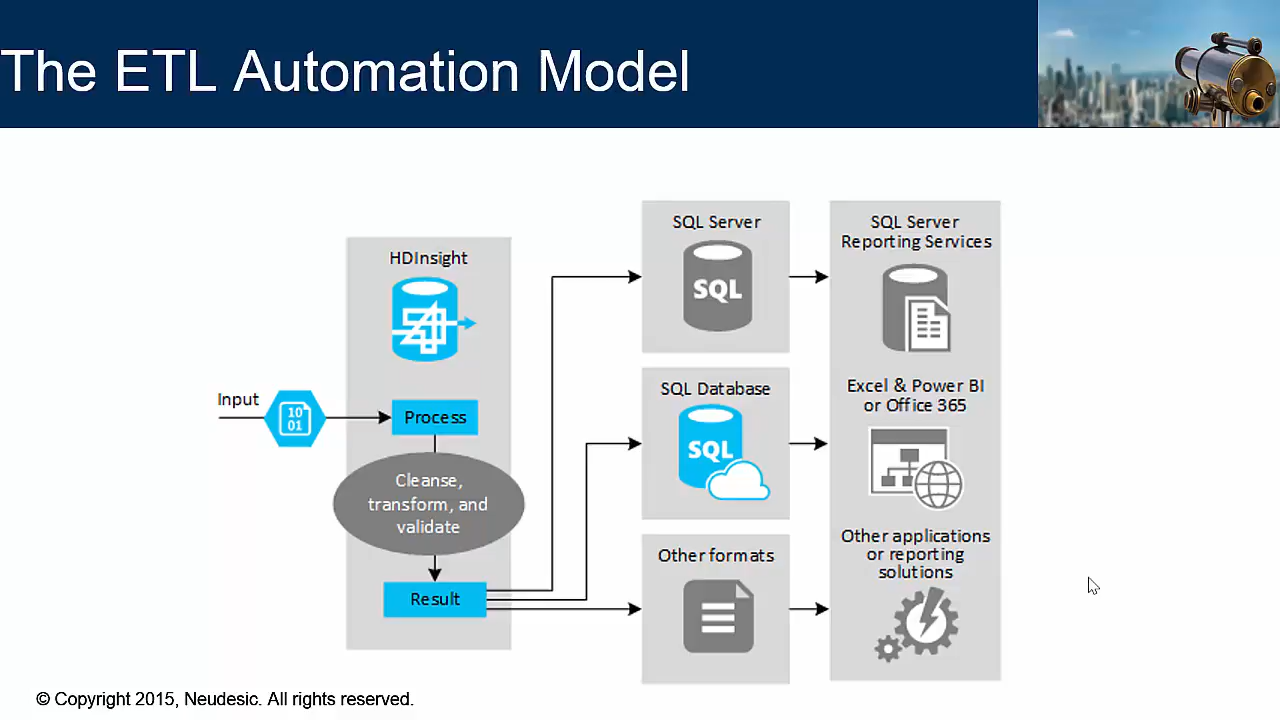 The ETL Automation Model
HDInsight
Input
10
01
Process
Cleanse,
transform, and
validate
Result
SQL Server
SQL
SQL Database
SQL
Other formats
SQL Server
Reporting Services
Excel & Power BI
or Office 365
Other applications
or reporting
solutions
© Copyright 2015, Neudesic. All rights reserved.